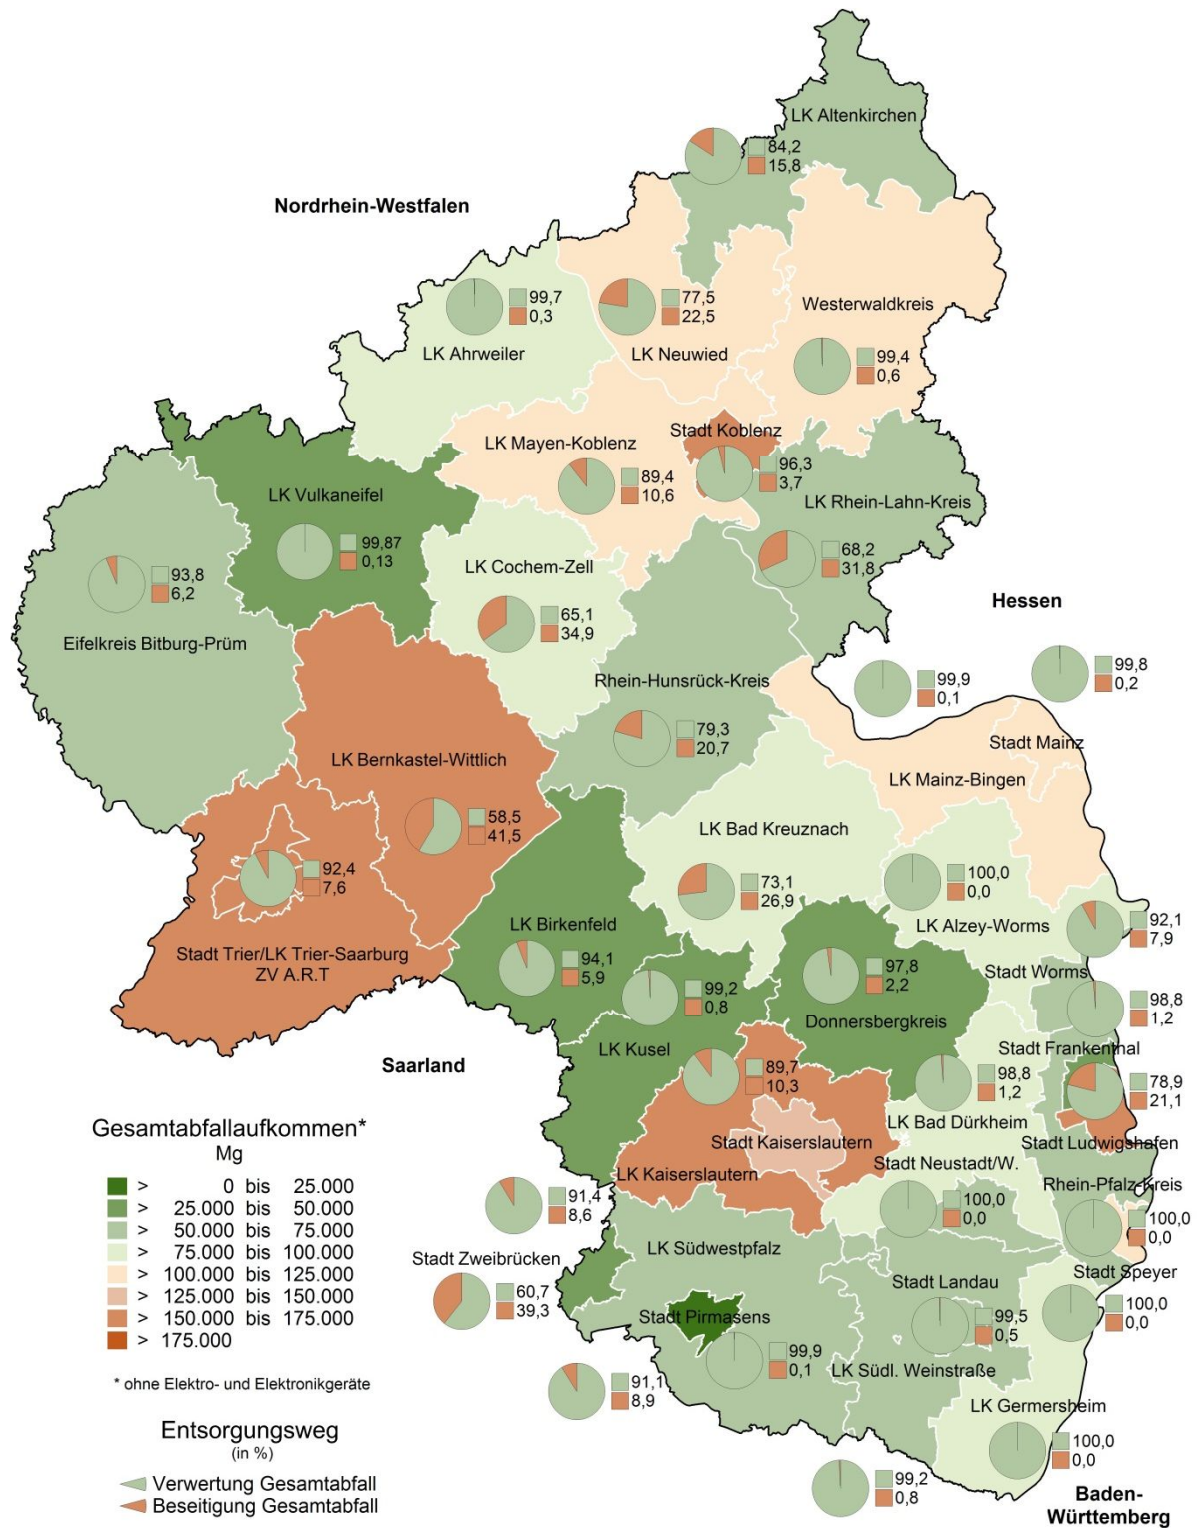 LK Altenkirchen
84,2
15,8
Nordrhein-Westfalen
99,7
0,3
LK Ahrweiler
77,5
22,5
LK Neuwied
Westerwaldkreis
99,4
0,6
LK Mayen-Koblenz
89,4
10,6
Stadt Koblenz
96,3
3,7
LK Rhein-Lahn-Kreis
68,2
31,8
LK Vulkaneifel
99,87
0,13
93,8
6,2
Eifelkreis Bitburg-Prüm
LK Cochem-Zell
65,1
34,9
Hessen
99,9
0,1
99,8
0,2
Rhein-Hunsrück-Kreis
79,3
20,7
Stadt Mainz
LK Mainz-Bingen
LK Bernkastel-Wittlich
58,5
41,5
LK Bad Kreuznach
73,1
26,9
100,0
0,0
LK Alzey-Worms
92,1
7,9
92,4
7,6
Stadt Trier/LK Trier-Saarburg
ZV A.R.T
LK Birkenfeld
94,1
5,9
99,2
0,8
LK Kusel
97,8
2,2
Donnersbergkreis
Stadt Worms
98,8
1,2
Stadt Frankenthal
78,9
21,1
Stadt Ludwigshafen
Saarland
89,7
10,3
98,8
1,2
LK Bad Dürkheim
Stadt Kaiserslautern
LK Kaiserslautern
Stadt Neustadt/W.
100,0
0,0
Rhein-Pfalz-Kreis
100,0
0,0
Stadt Speyer
100,0
0,0
91,4
8,6
Stadt Zweibrücken
60,7
39,3
LK Südwestpfalz
Stadt Pirmasens
99,9
0,1
91,1
8,9
Stadt Landau
99,5
0,5
LK Südl. Weinstraße
LK Germersheim
100,0
0,0
99,2
0,8
Baden-
Württemberg
Gesamtabfallaufkommen*
Mg
> 0 bis 25.000
> 25.000 bis 50.000
> 50.000 bis 75.000
> 75.000 bis 100.000
> 100.000 bis 125.000
> 125.000 bis 150.000
> 150.000 bis 175.000
> 175.000
* ohne Elektro- und Elektronikgeräte
Entsorgungsweg
(in %)
Verwertung Gesamtabfall
Beseitigung Gesamtabfall